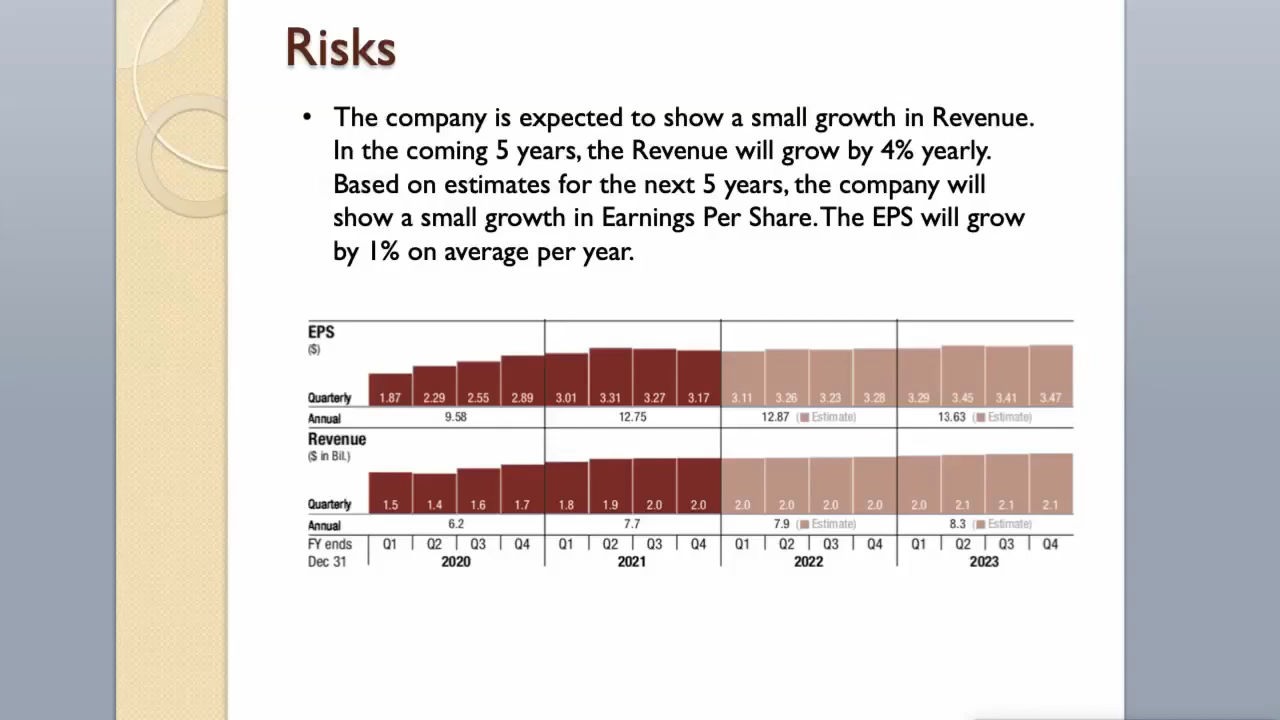 Risks
• The company is expected to show a small growth in Revenue.
In the coming 5 years, the Revenue will grow by 4% yearly.
Based on estimates for the next 5 years, the company will
show a small growth in Earnings Per Share. The EPS will grow
by 1% on average per year.
EPS
($)
Quarterly 1.87 2.29 2.55 2.89 3.01 3.31 3.27 3.17 3.11 3.26 3.23 3.28 3.29 3.45 3.41 3.47
Annual 9.58 12.75 12.87 (■ Estimate) 13.63 (■ Estimate)
Revenue
($ in Bil.)
Quarterly 1.5 1.4 1.6 1.7 1.8 1.9 2.0 2.0 2.0 2.0 2.0 2.0 2.0 2.1 2.1 2.1
Annual 6.2 7.7 7.9 (■ Estimate) 8.3 (■ Estimate)
FY ends Q1 Q2 Q3 Q4 Q1 Q2 Q3 Q4 Q1 Q2 Q3 Q4 Q1 Q2 Q3 Q4
Dec 31 2020 2021 2022 2023